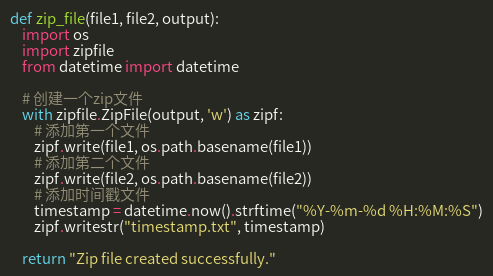 def zip_file(file1, file2, output):
    import os
    import zipfile
    from datetime import datetime

    # 创建一个zip文件
    with zipfile.ZipFile(output, 'w') as zipf:
        # 添加第一个文件
        zipf.write(file1, os.path.basename(file1))
        # 添加第二个文件
        zipf.write(file2, os.path.basename(file2))
        # 添加时间戳文件
        timestamp = datetime.now().strftime("%Y-%m-%d %H:%M:%S")
        zipf.writestr("timestamp.txt", timestamp)

    return "Zip file created successfully."